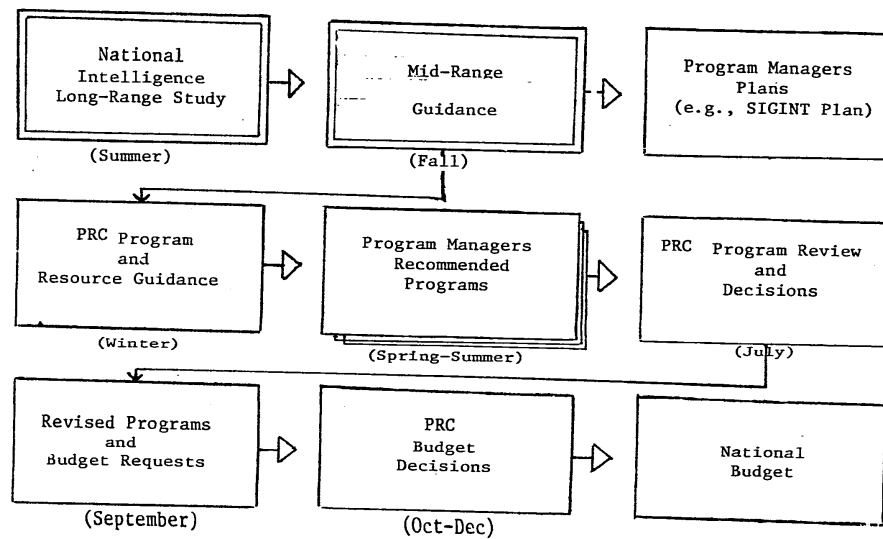 National
Intelligence
Long-Range Study
(Summer)
Mid-Range
Guidance
(Fall)
Program Managers
Plans
(e.g., SIGINT Plan)
PRC Program
and
Resource Guidance
(Winter)
Program Managers
Recommended
Programs
(Spring-Summer)
PRC Program Review
and
Decisions
(July)
Revised Programs
and
Budget Requests
(September)
PRC
Budget
Decisions
(Oct-Dec)
National
Budget